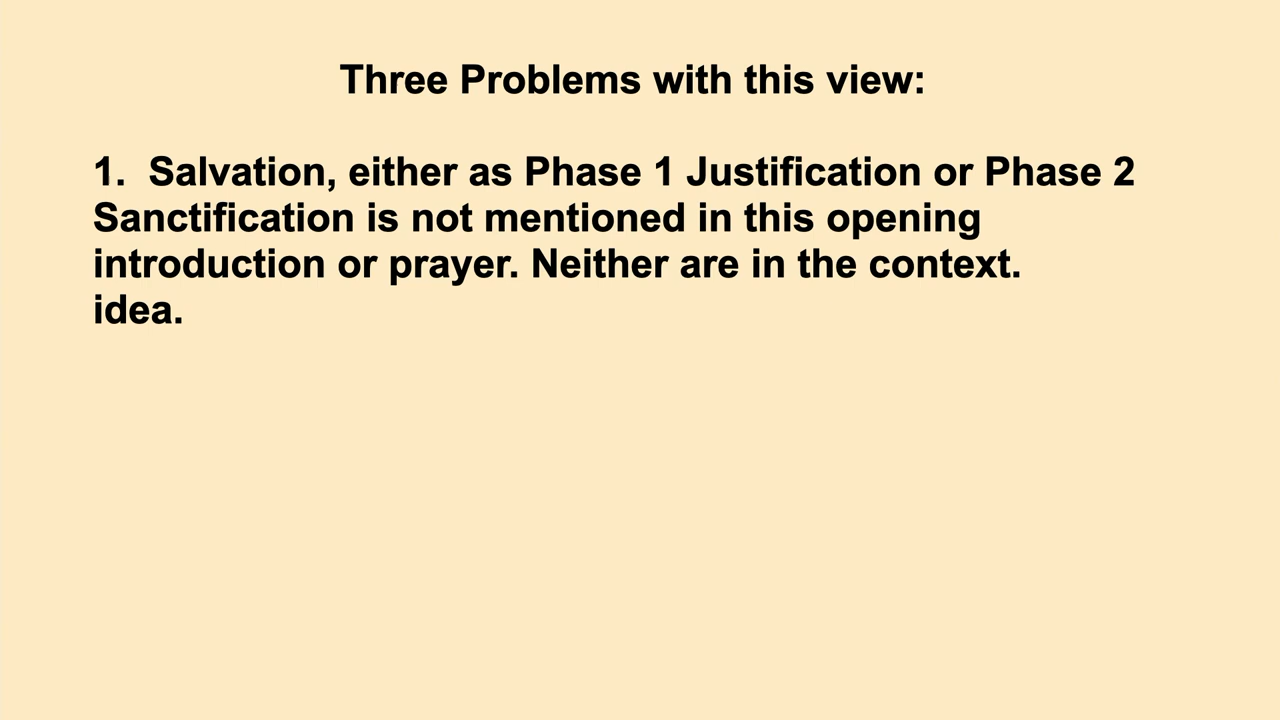 Three Problems with this view:
1. Salvation, either as Phase 1 Justification or Phase 2
Sanctification is not mentioned in this opening
introduction or prayer. Neither are in the context.
idea.